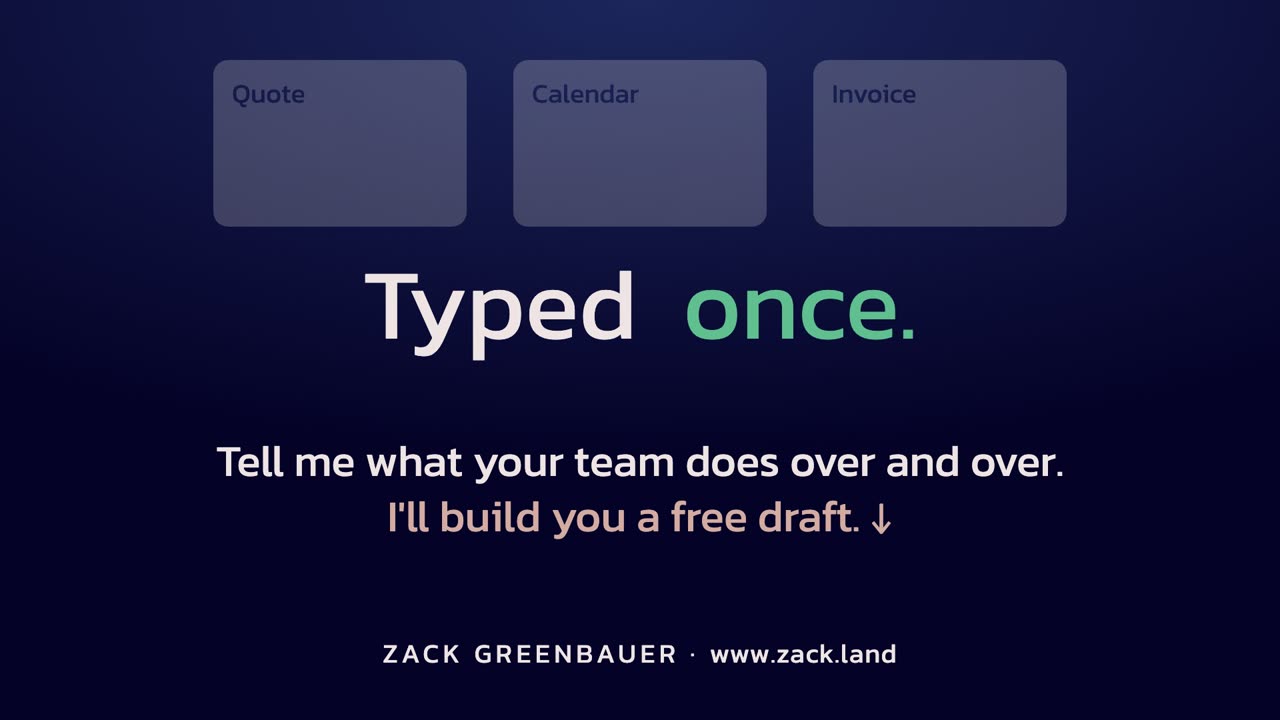 Quote
Calendar
Invoice
Typed once.
Tell me what your team does over and over.
I'll build you a free draft. ↓
ZACK GREENBAUER · www.zack.land